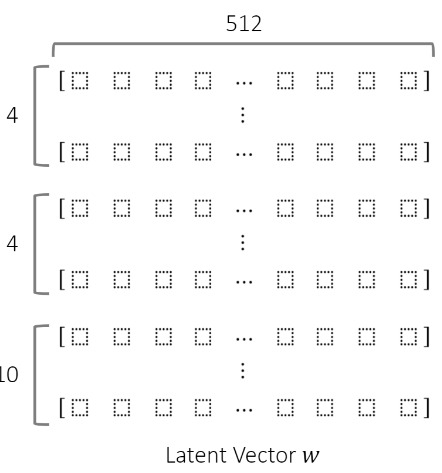 512
4
[ ⬚ ⬚ ⬚ ⬚ ... ⬚ ⬚ ⬚ ⬚ ]
⋮
[ ⬚ ⬚ ⬚ ⬚ ... ⬚ ⬚ ⬚ ⬚ ]
4
[ ⬚ ⬚ ⬚ ⬚ ... ⬚ ⬚ ⬚ ⬚ ]
⋮
[ ⬚ ⬚ ⬚ ⬚ ... ⬚ ⬚ ⬚ ⬚ ]
10
[ ⬚ ⬚ ⬚ ⬚ ... ⬚ ⬚ ⬚ ⬚ ]
⋮
[ ⬚ ⬚ ⬚ ⬚ ... ⬚ ⬚ ⬚ ⬚ ]
Latent Vector w